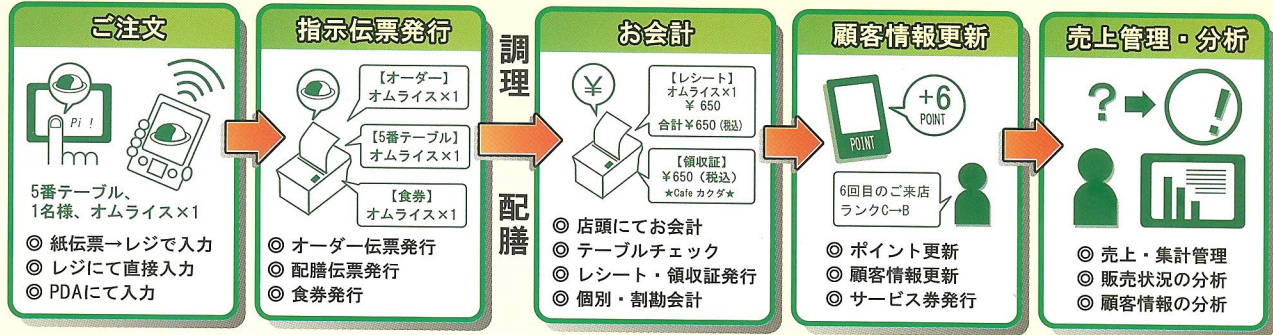 ご注文
Pi !
5番テーブル、
1名様、オムライス×1
◎ 紙伝票→レジで入力
◎ レジにて直接入力
◎ PDAにて入力
指示伝票発行
【オーダー】
オムライス×1
【5番テーブル】
オムライス×1
【食券】
オムライス×1
◎ オーダー伝票発行
◎ 配膳伝票発行
◎ 食券発行
調理
配膳
お会計
¥
【レシート】
オムライス×1
¥ 650
合計¥650(税込)
【領収証】
¥650(税込)
★Cafe カクダ★
◎ 店頭にてお会計
◎ テーブルチェック
◎ レシート・領収証発行
◎ 個別・割勘会計
顧客情報更新
POINT
+6
POINT
6回目のご来店
ランクC→B
◎ ポイント更新
◎ 顧客情報更新
◎ サービス券発行
売上管理・分析
?
!
◎ 売上・集計管理
◎ 販売状況の分析
◎ 顧客情報の分析